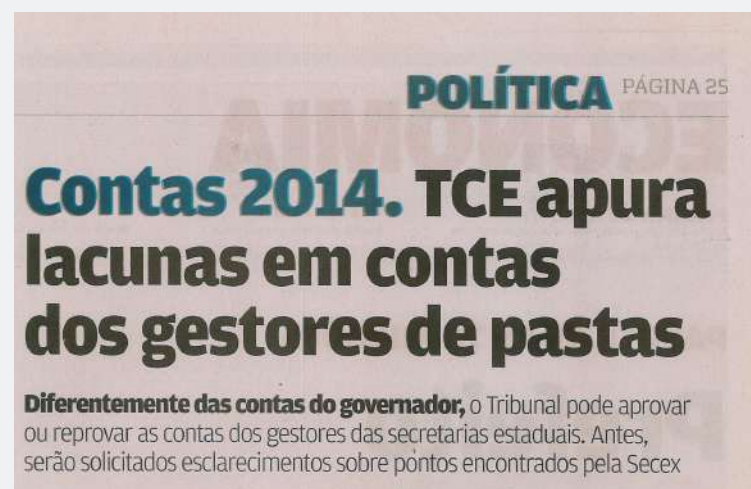 POLÍTICA PÁGINA 25
ECONOMIA
Contas 2014. TCE apura
lacunas em contas
dos gestores de pastas
Diferentemente das contas do governador, o Tribunal pode aprovar
ou reprovar as contas dos gestores das secretarias estaduais. Antes,
serão solicitados esclarecimentos sobre pontos encontrados pela Secex